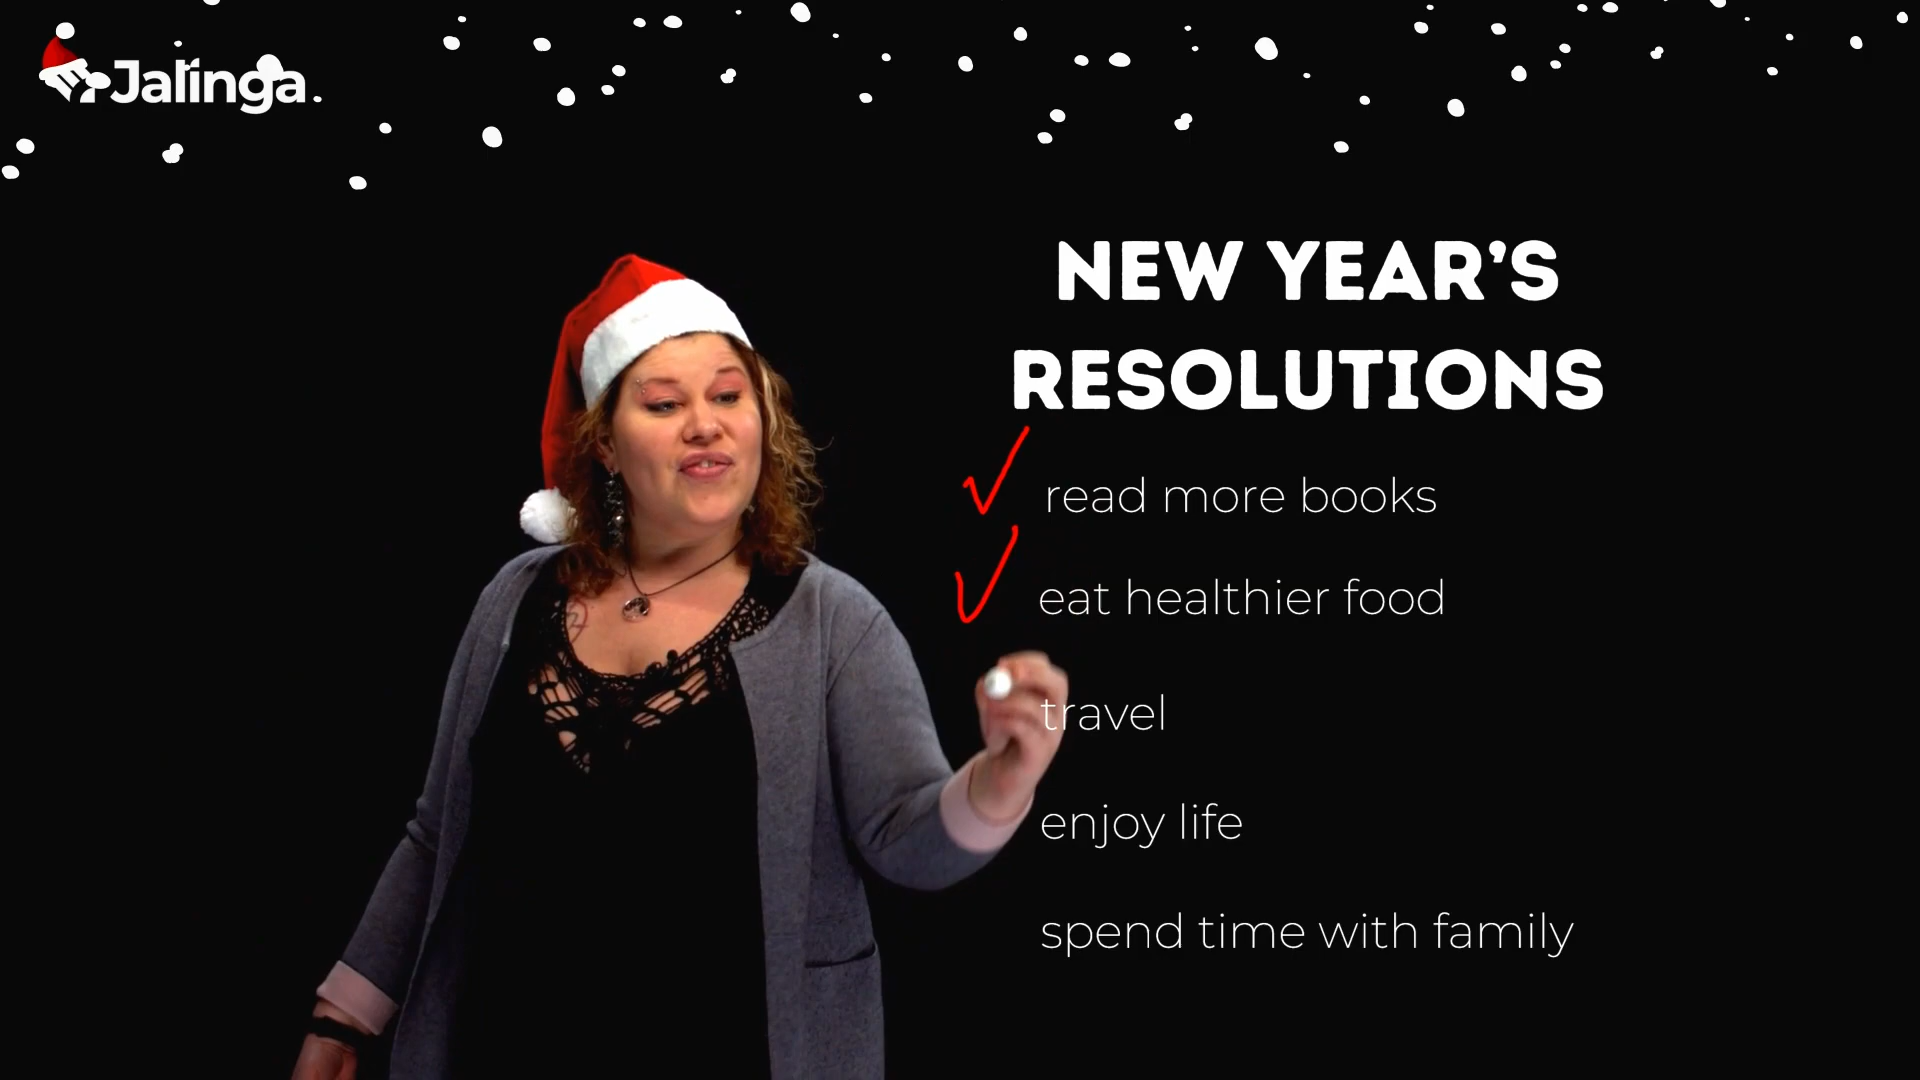 Jalinga
NEW YEAR’S
RESOLUTIONS
read more books
eat healthier food
travel
enjoy life
spend time with family